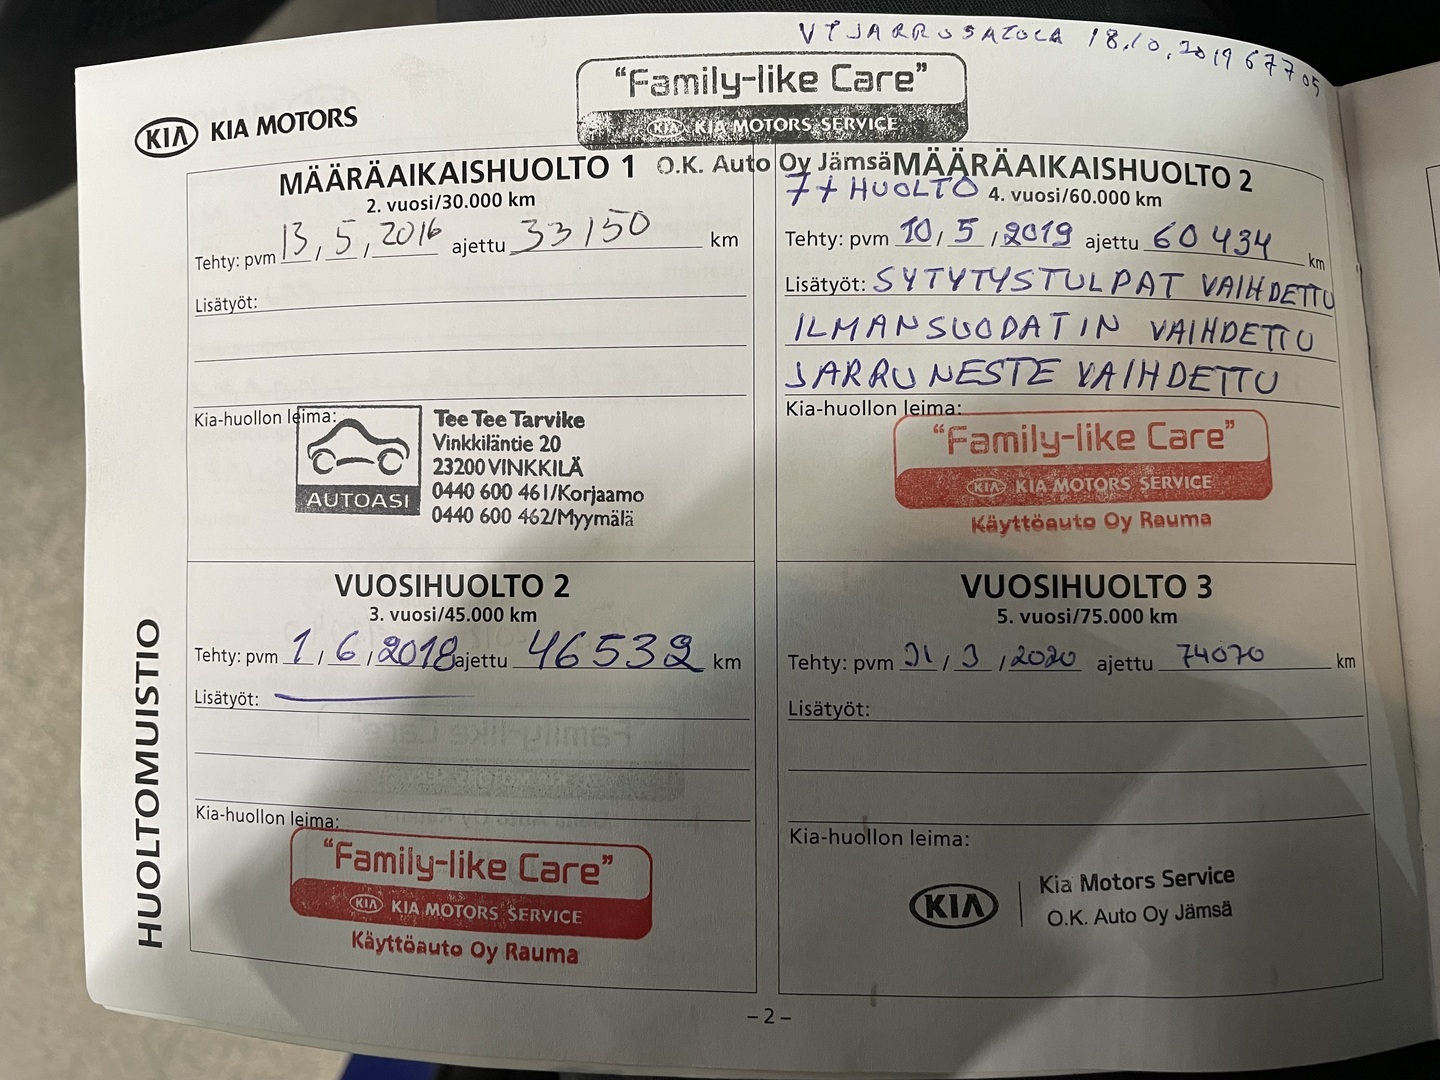 VP JARRUSATULA 18.10.2019 67705
"Family-like Care"
KIA KIA MOTORS SERVICE
O.K. Auto Oy Jämsä
KIA KIA MOTORS
MÄÄRÄAIKAISHUOLTO 1
2. vuosi/30.000 km
Tehty: pvm 13 / 5 / 2016 ajettu 33150 km
Lisätyöt:
Kia-huollon leima:
AUTOASI
Tee Tee Tarvike
Vinkkiläntie 20
23200 VINKKILÄ
0440 600 461/Korjaamo
0440 600 462/Myymälä
MÄÄRÄAIKAISHUOLTO 2
7+ HUOLTO 4. vuosi/60.000 km
Tehty: pvm 10 / 5 / 2019 ajettu 60434 km
Lisätyöt: SYTYTYSTULPAT VAIHDETTU
ILMANSUODATIN VAIHDETTU
JARRUNESTE VAIHDETTU
Kia-huollon leima:
"Family-like Care"
KIA KIA MOTORS SERVICE
Käyttöauto Oy Rauma
VUOSIHUOLTO 2
3. vuosi/45.000 km
Tehty: pvm 1 / 6 / 2018 ajettu 46532 km
Lisätyöt:
Kia-huollon leima:
"Family-like Care"
KIA KIA MOTORS SERVICE
Käyttöauto Oy Rauma
VUOSIHUOLTO 3
5. vuosi/75.000 km
Tehty: pvm 31 / 3 / 2020 ajettu 74070 km
Lisätyöt:
Kia-huollon leima:
KIA Kia Motors Service
O.K. Auto Oy Jämsä
HUOLTOMUISTIO
– 2 –